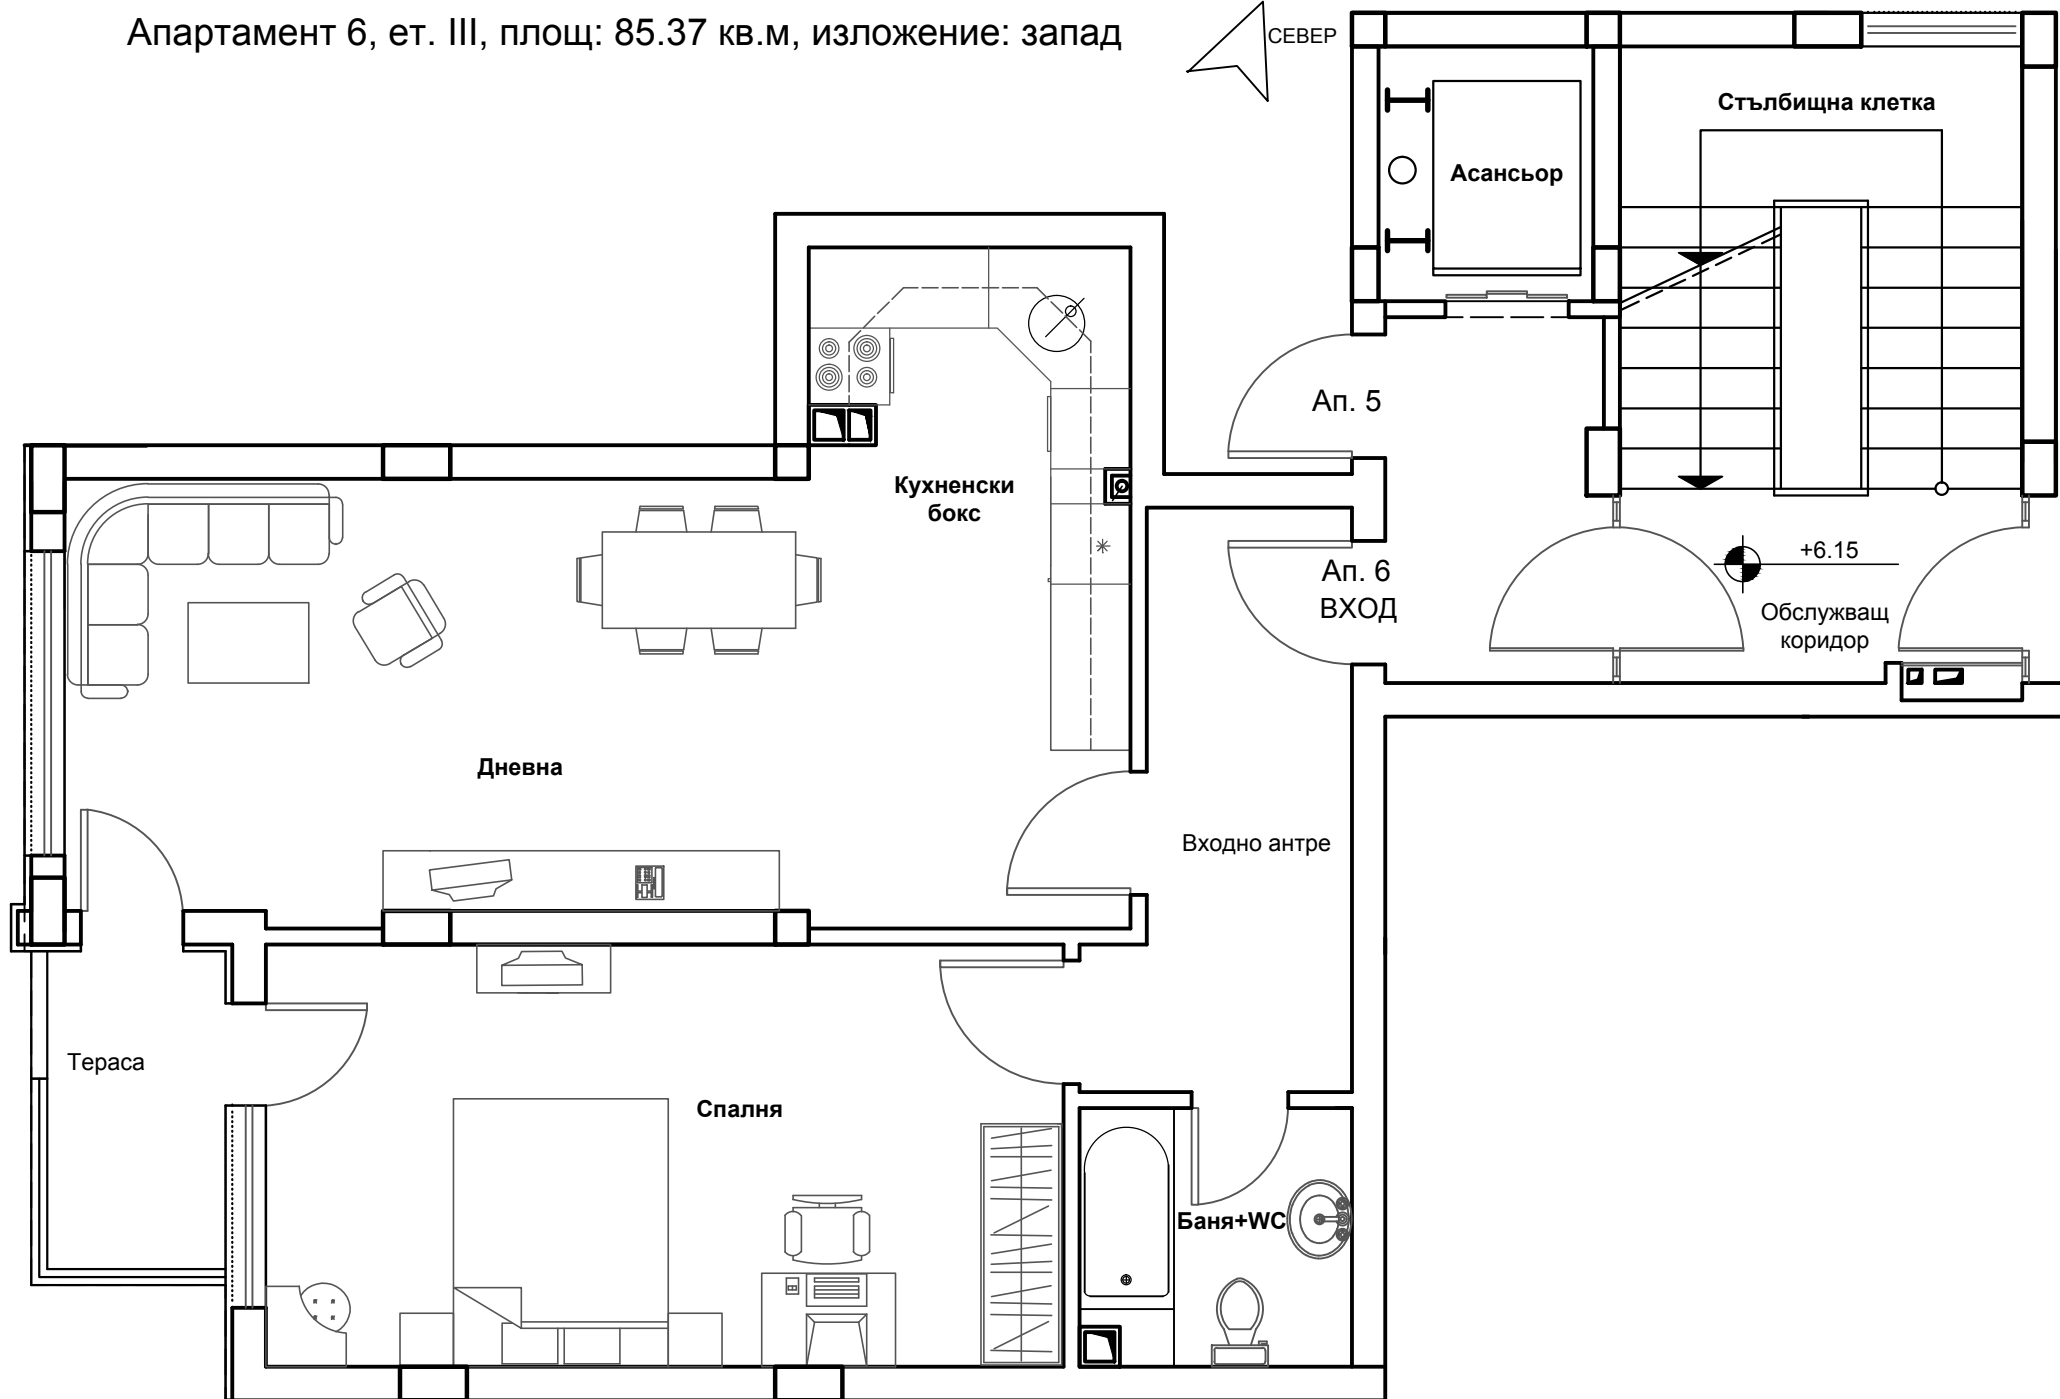 Апартамент 6, ет. III, площ: 85.37 кв.м, изложение: запад
СЕВЕР
Стълбищна клетка
Асансьор
Ап. 5
Кухненски
бокс
Ап. 6
ВХОД
+6.15
Обслужващ
коридор
Дневна
Входно антре
Тераса
Спалня
Баня+WC